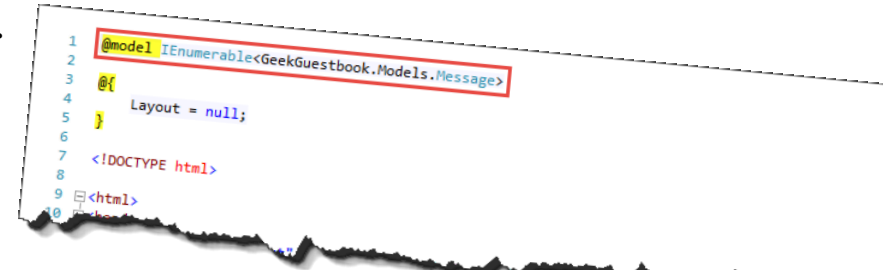 1 @model IEnumerable<GeekGuestbook.Models.Message>
2
3 @{
4 Layout = null;
5 }
6
7 <!DOCTYPE html>
8
9 <html>
10